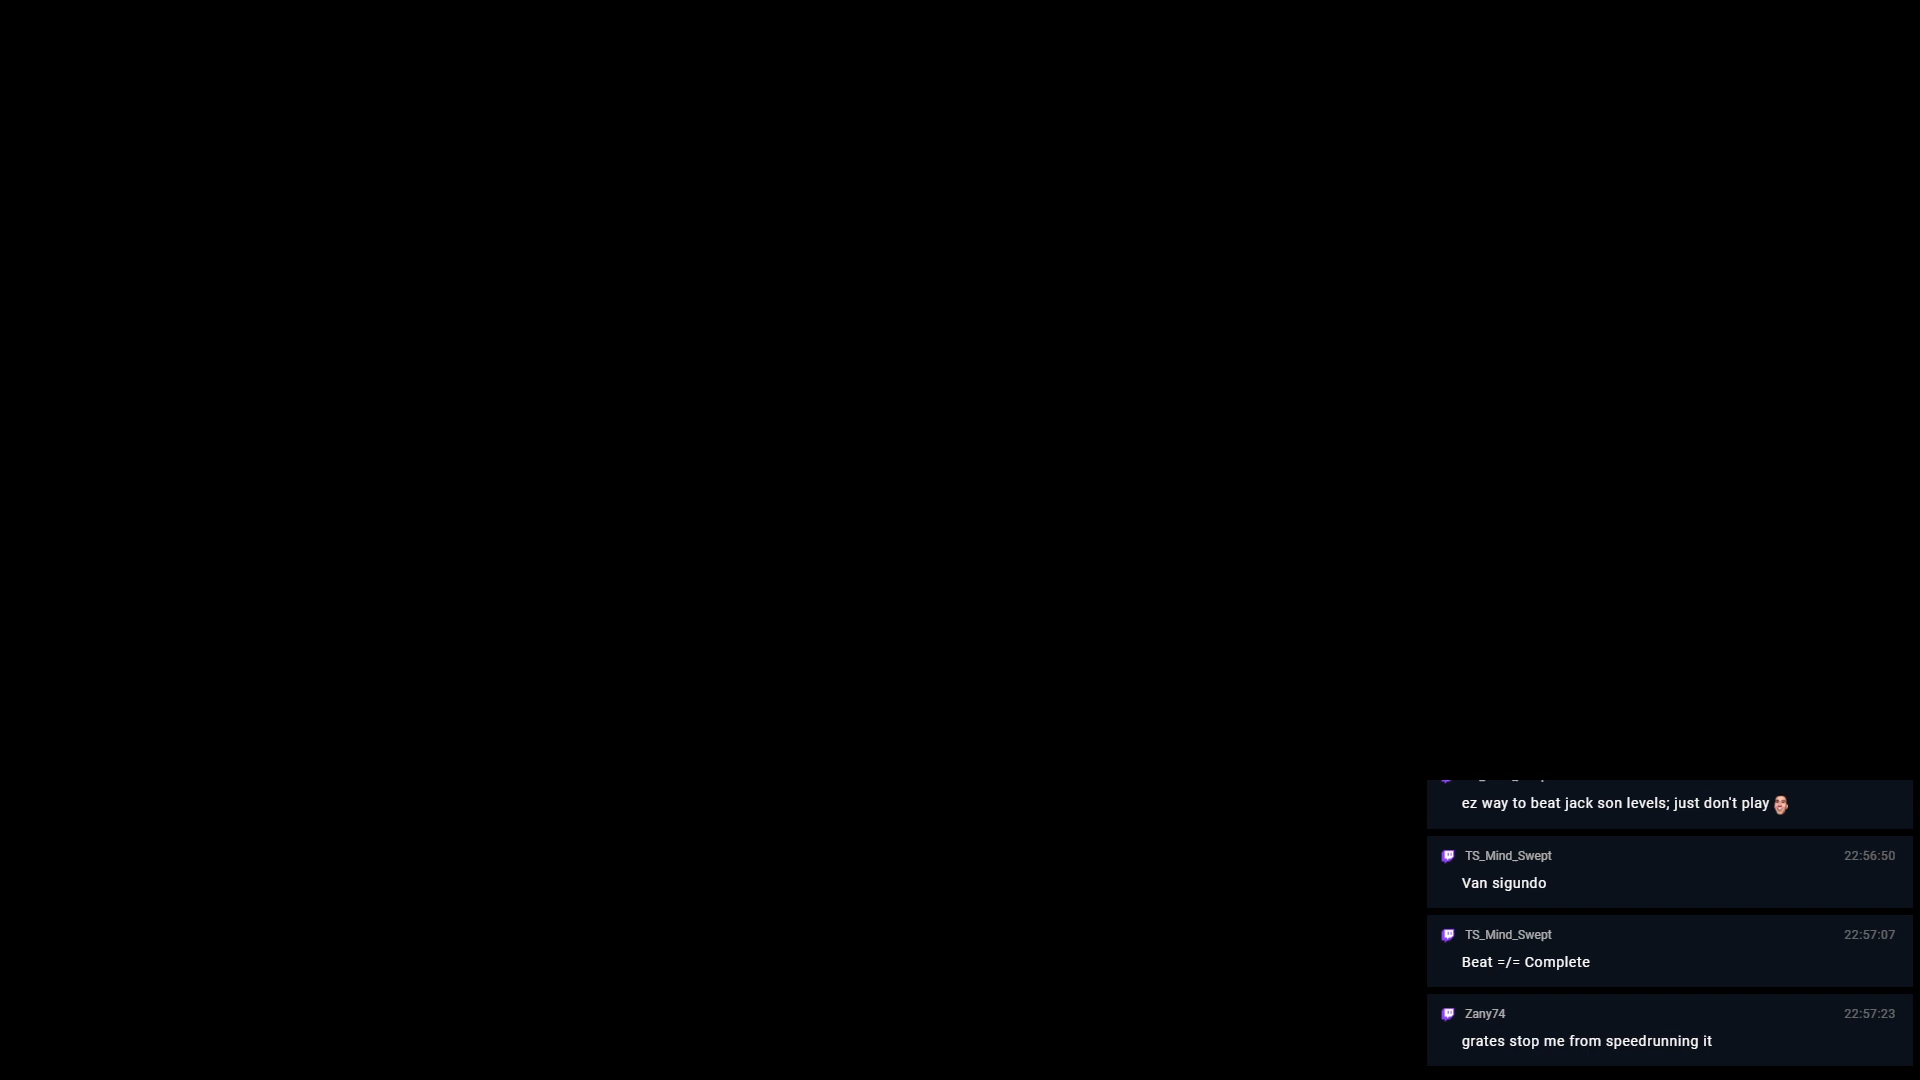 ez way to beat jack son levels; just don't play
TS_Mind_Swept 22:56:50
Van sigundo
TS_Mind_Swept 22:57:07
Beat =/= Complete
Zany74 22:57:23
grates stop me from speedrunning it